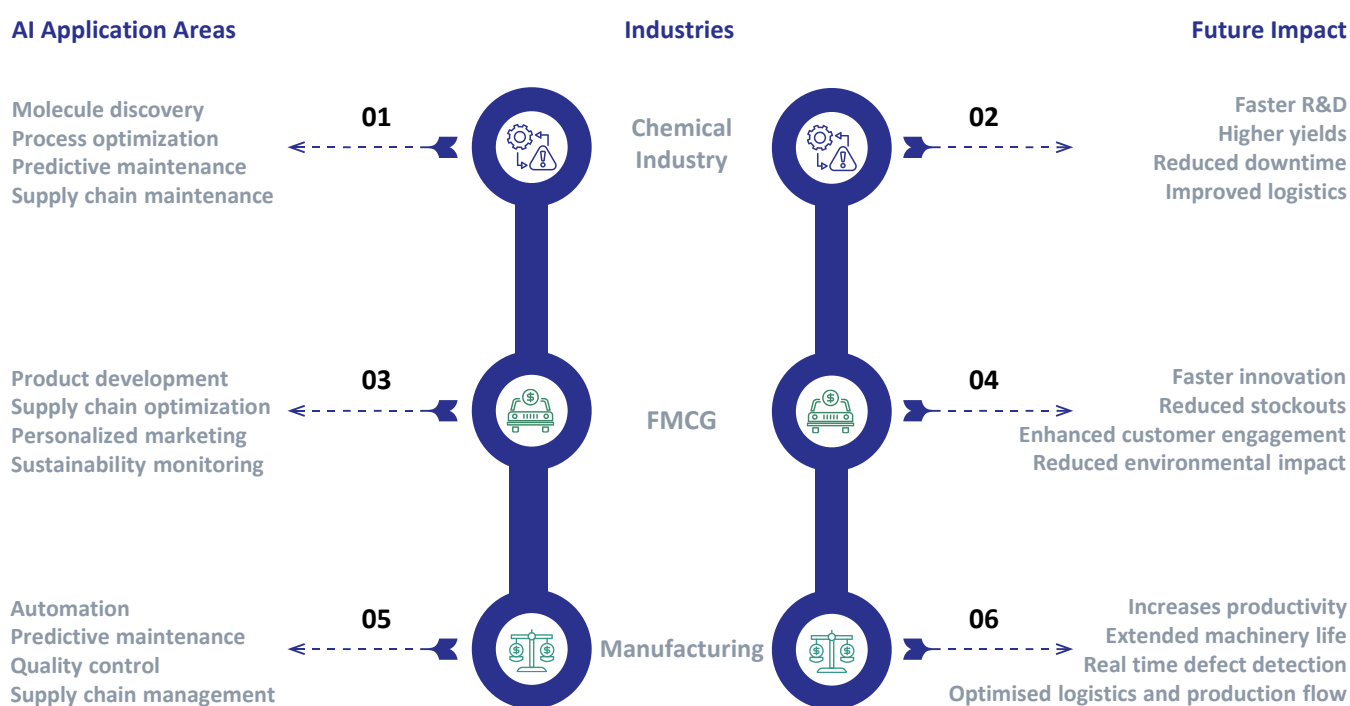 AI Application Areas
Industries
Future Impact
Molecule discovery
Process optimization
Predictive maintenance
Supply chain maintenance
01
Chemical
Industry
02
Faster R&D
Higher yields
Reduced downtime
Improved logistics
Product development
Supply chain optimization
Personalized marketing
Sustainability monitoring
03
$
FMCG
$
04
Faster innovation
Reduced stockouts
Enhanced customer engagement
Reduced environmental impact
Automation
Predictive maintenance
Quality control
Supply chain management
05
$ $
Manufacturing
$ $
06
Increases productivity
Extended machinery life
Real time defect detection
Optimised logistics and production flow